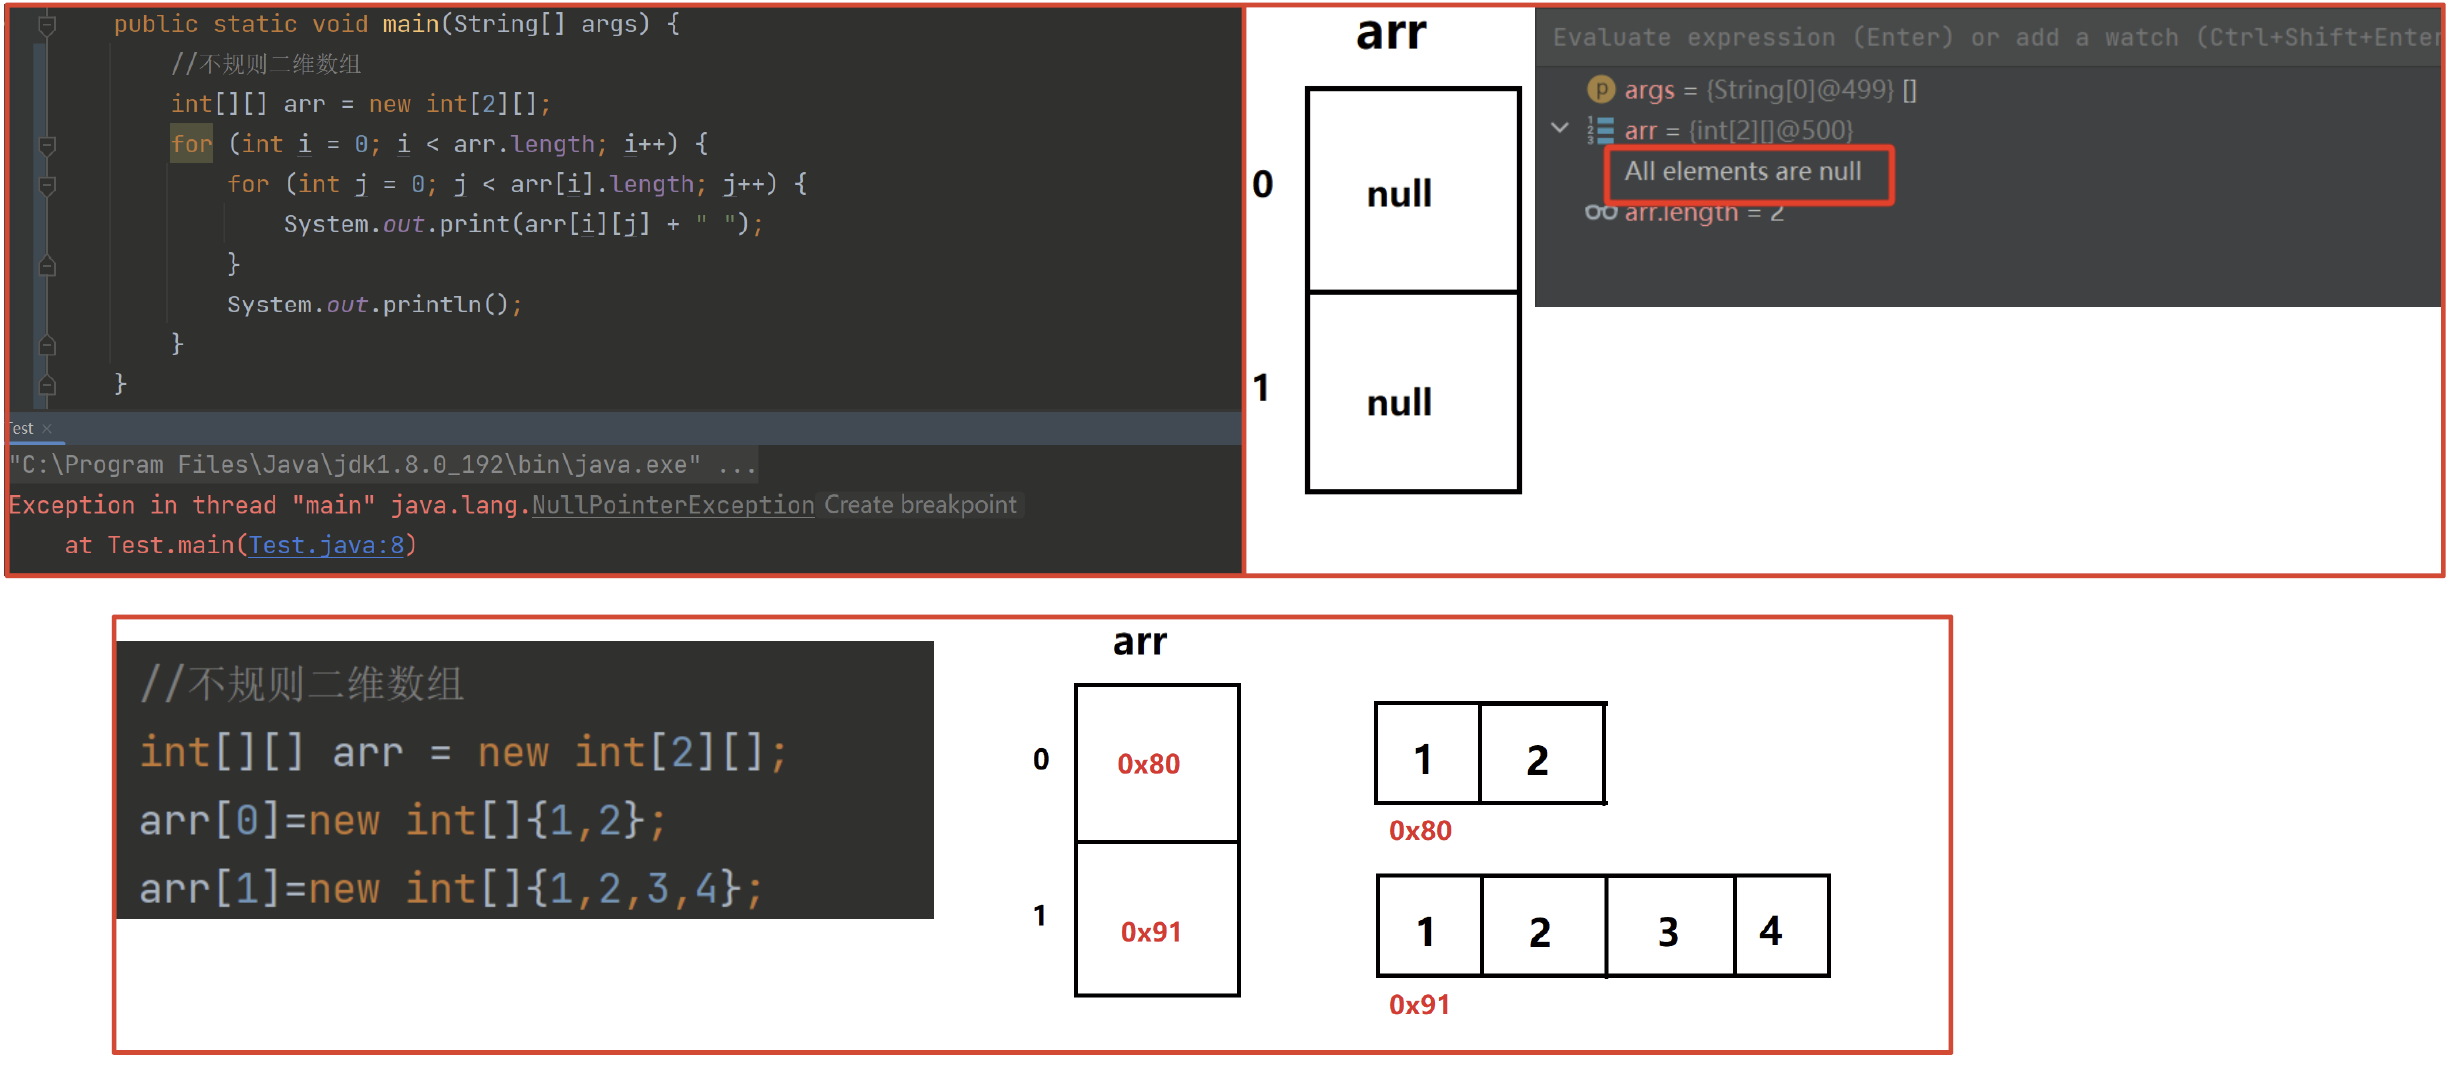 public static void main(String[] args) {
//不规则二维数组
int[][] arr = new int[2][];
for (int i = 0; i < arr.length; i++) {
for (int j = 0; j < arr[i].length; j++) {
System.out.print(arr[i][j] + " ");
}
System.out.println();
}
}
Test ×
"C:\Program Files\Java\jdk1.8.0_192\bin\java.exe" ...
Exception in thread "main" java.lang.NullPointerException Create breakpoint
at Test.main(Test.java:8)
arr
0
null
1
null
Evaluate expression (Enter) or add a watch (Ctrl+Shift+Enter
p args = {String[0]@499} []
arr = {int[2][]@500}
All elements are null
arr.length = 2
//不规则二维数组
int[][] arr = new int[2][];
arr[0]=new int[]{1,2};
arr[1]=new int[]{1,2,3,4};
arr
0
0x80
1
0x91
1 2
0x80
1 2 3 4
0x91